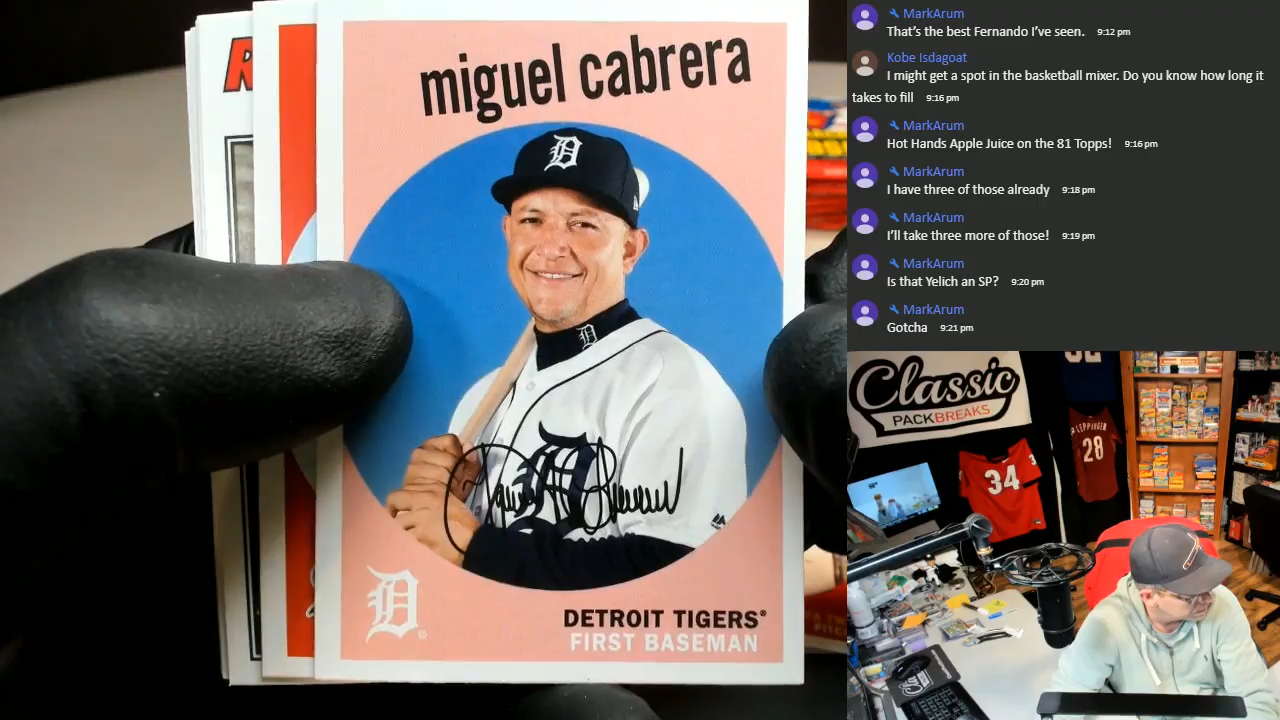 miguel cabrera
D
DETROIT TIGERS®
FIRST BASEMAN
MarkArum
That's the best Fernando I've seen. 9:12 pm
Kobe Isdagoat
I might get a spot in the basketball mixer. Do you know how long it
takes to fill 9:16 pm
MarkArum
Hot Hands Apple Juice on the 81 Topps! 9:16 pm
MarkArum
I have three of those already 9:18 pm
MarkArum
I'll take three more of those! 9:19 pm
MarkArum
Is that Yelich an SP? 9:20 pm
MarkArum
Gotcha 9:21 pm
Classic
PACKBREAKS
34
LEPPINGER
28